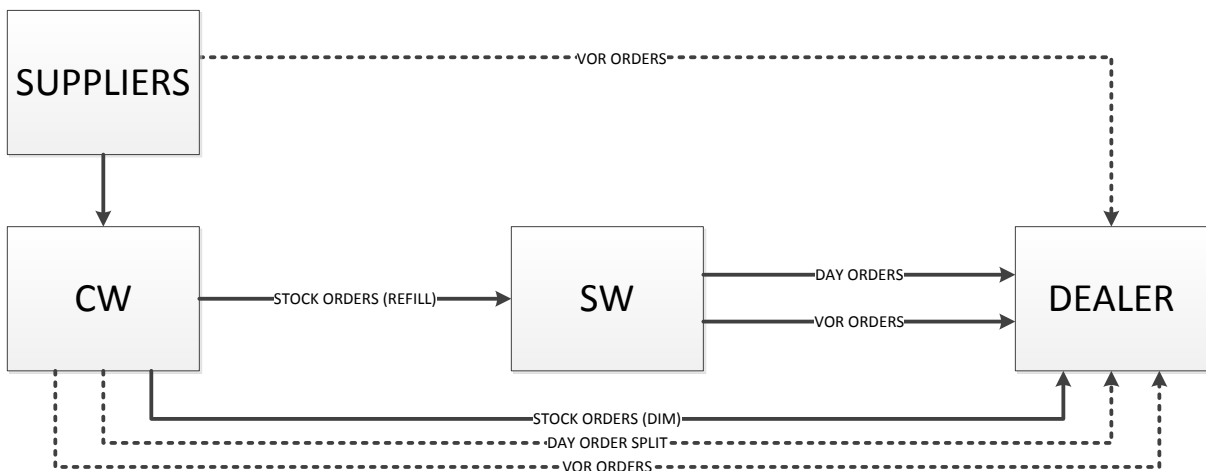 SUPPLIERS
VOR ORDERS
CW
STOCK ORDERS (REFILL)
SW
DAY ORDERS
VOR ORDERS
DEALER
STOCK ORDERS (DIM)
DAY ORDER SPLIT
VOR ORDERS